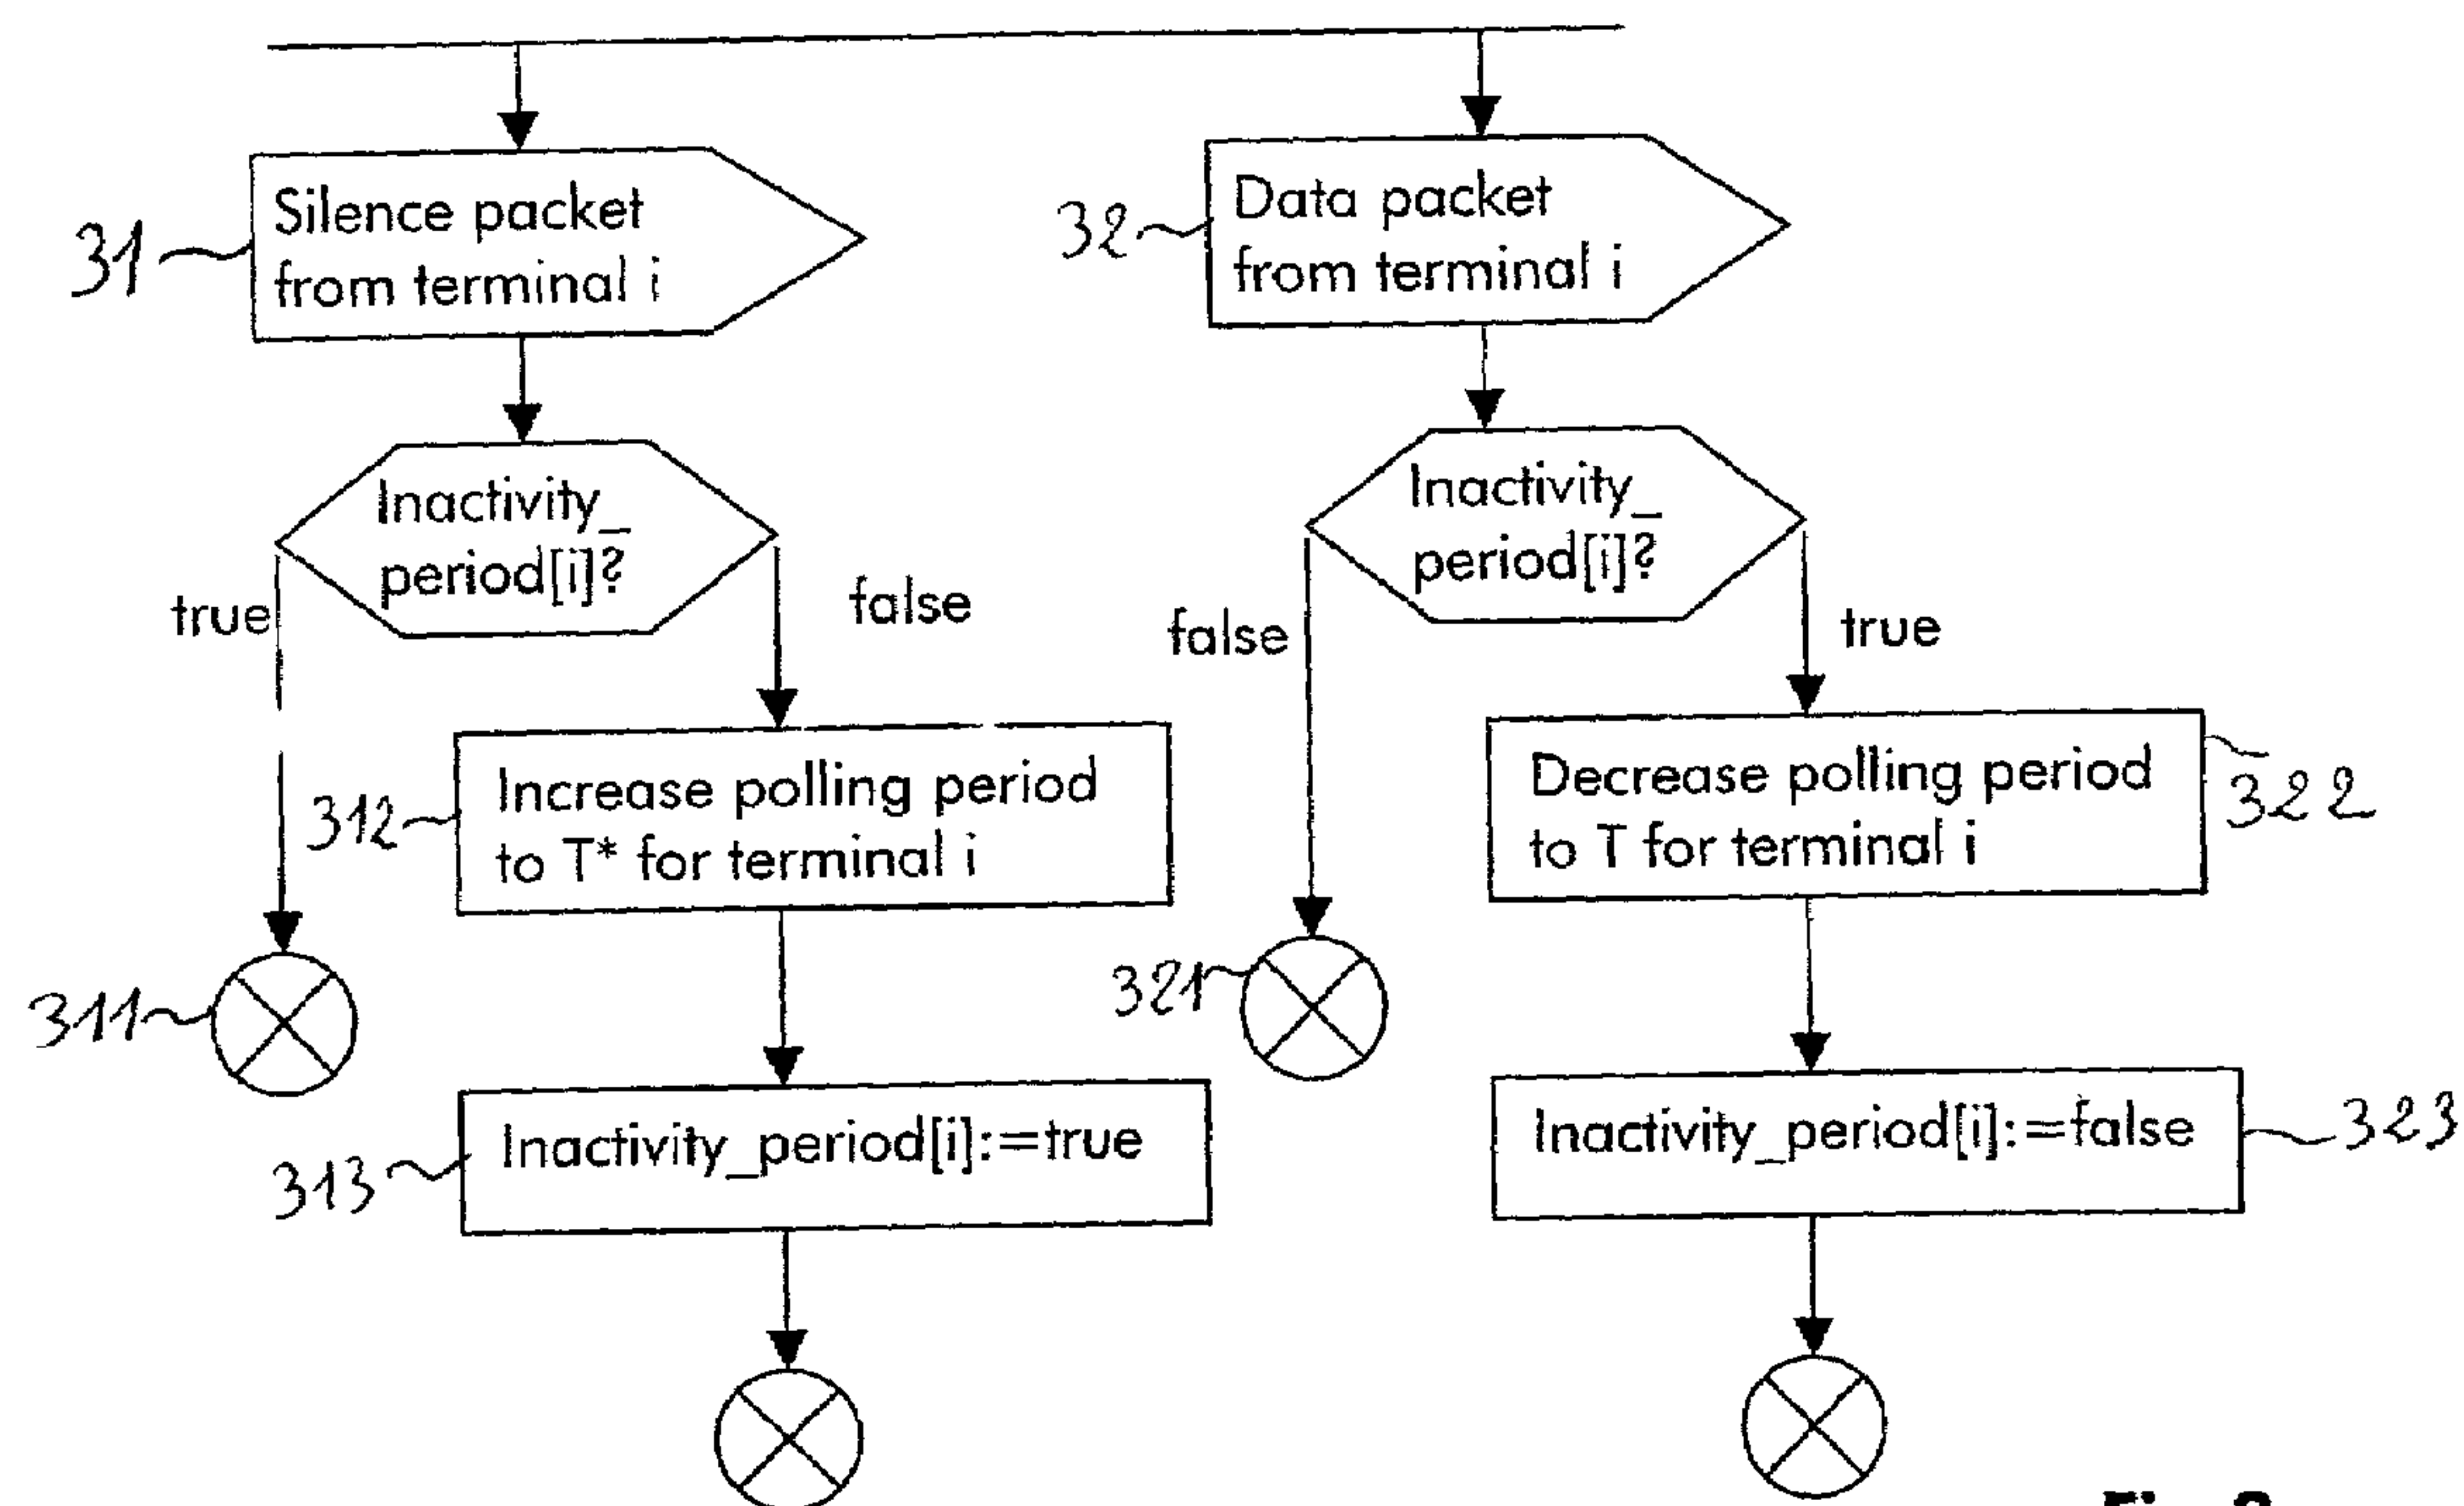 31
Silence packet
from terminal i
32
Data packet
from terminal i
Inactivity_
period[i]?
true
false
Inactivity_
period[i]?
false
true
312
Increase polling period
to T* for terminal i
Decrease polling period
to T for terminal i
322
311
321
313
Inactivity_period[i]:=true
Inactivity_period[i]:=false
323